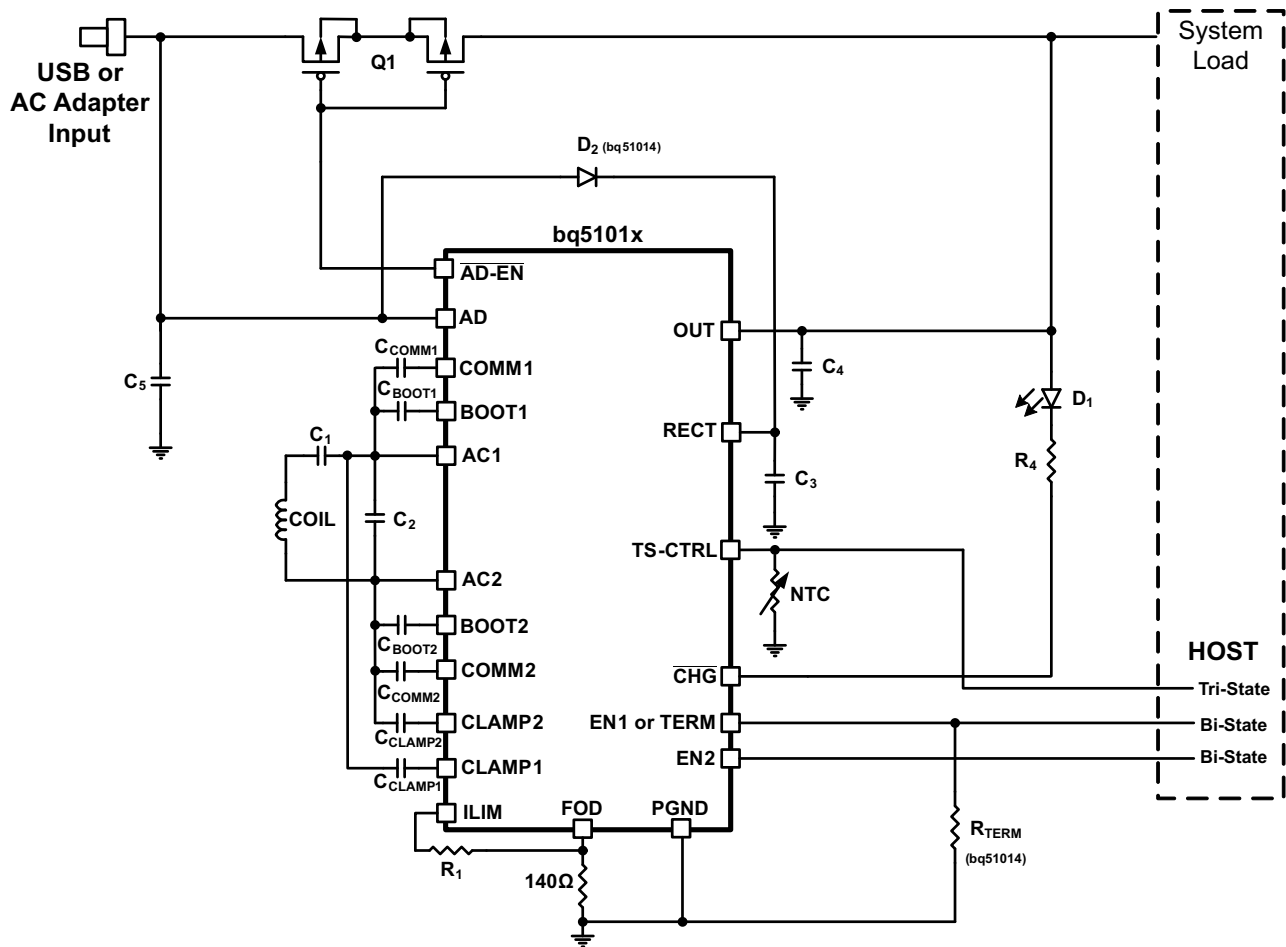 System
Load
Q1
USB or
AC Adapter
Input
D2 (bq51014)
bq5101x
AD-EN
AD
OUT
CCOMM1
COMM1
C4
C5
CBOOT1
BOOT1
D1
RECT
C1
AC1
R4
C3
COIL
C2
TS-CTRL
AC2
NTC
BOOT2
CBOOT2
HOST
COMM2
CHG
CCOMM2
Tri-State
CLAMP2
EN1 or TERM
Bi-State
CCLAMP2
EN2
Bi-State
CLAMP1
CCLAMP1
ILIM
FOD
PGND
RTERM
(bq51014)
R1
140Ω